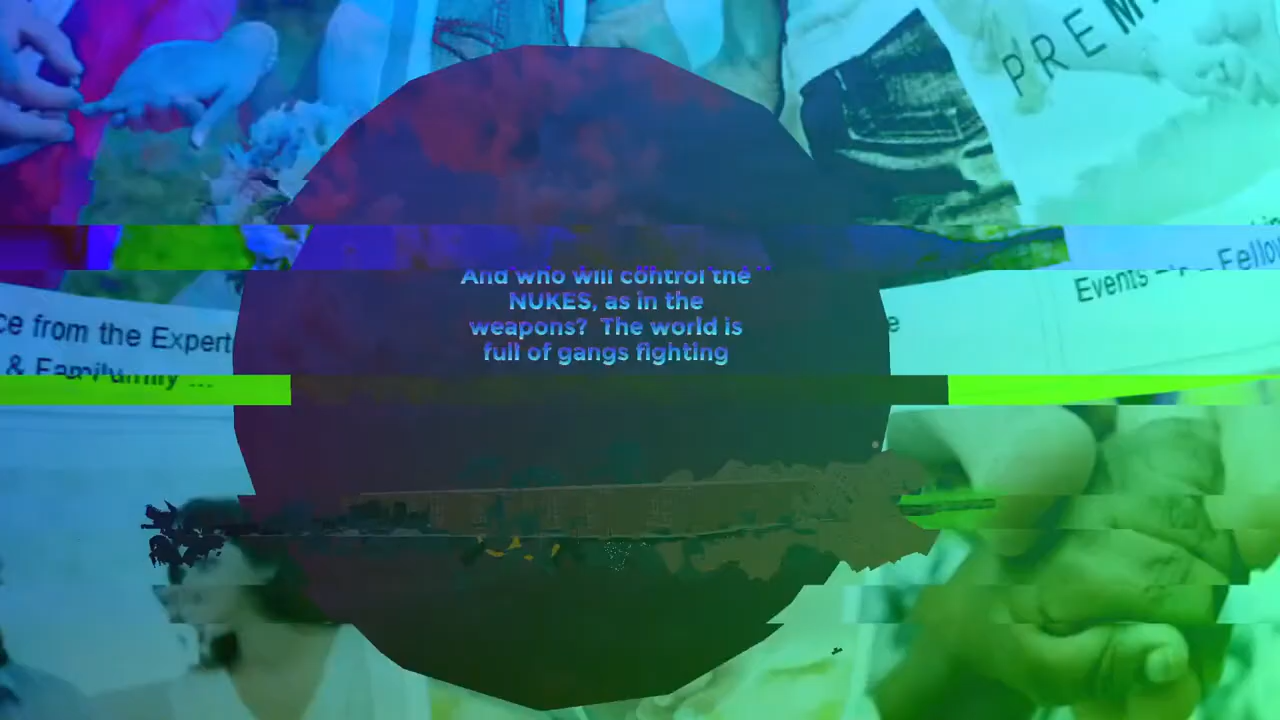 PREM
And who will control the
NUKES, as in the
weapons?  The world is
full of gangs fighting
Events
ce from the Expert
e
& Family ...